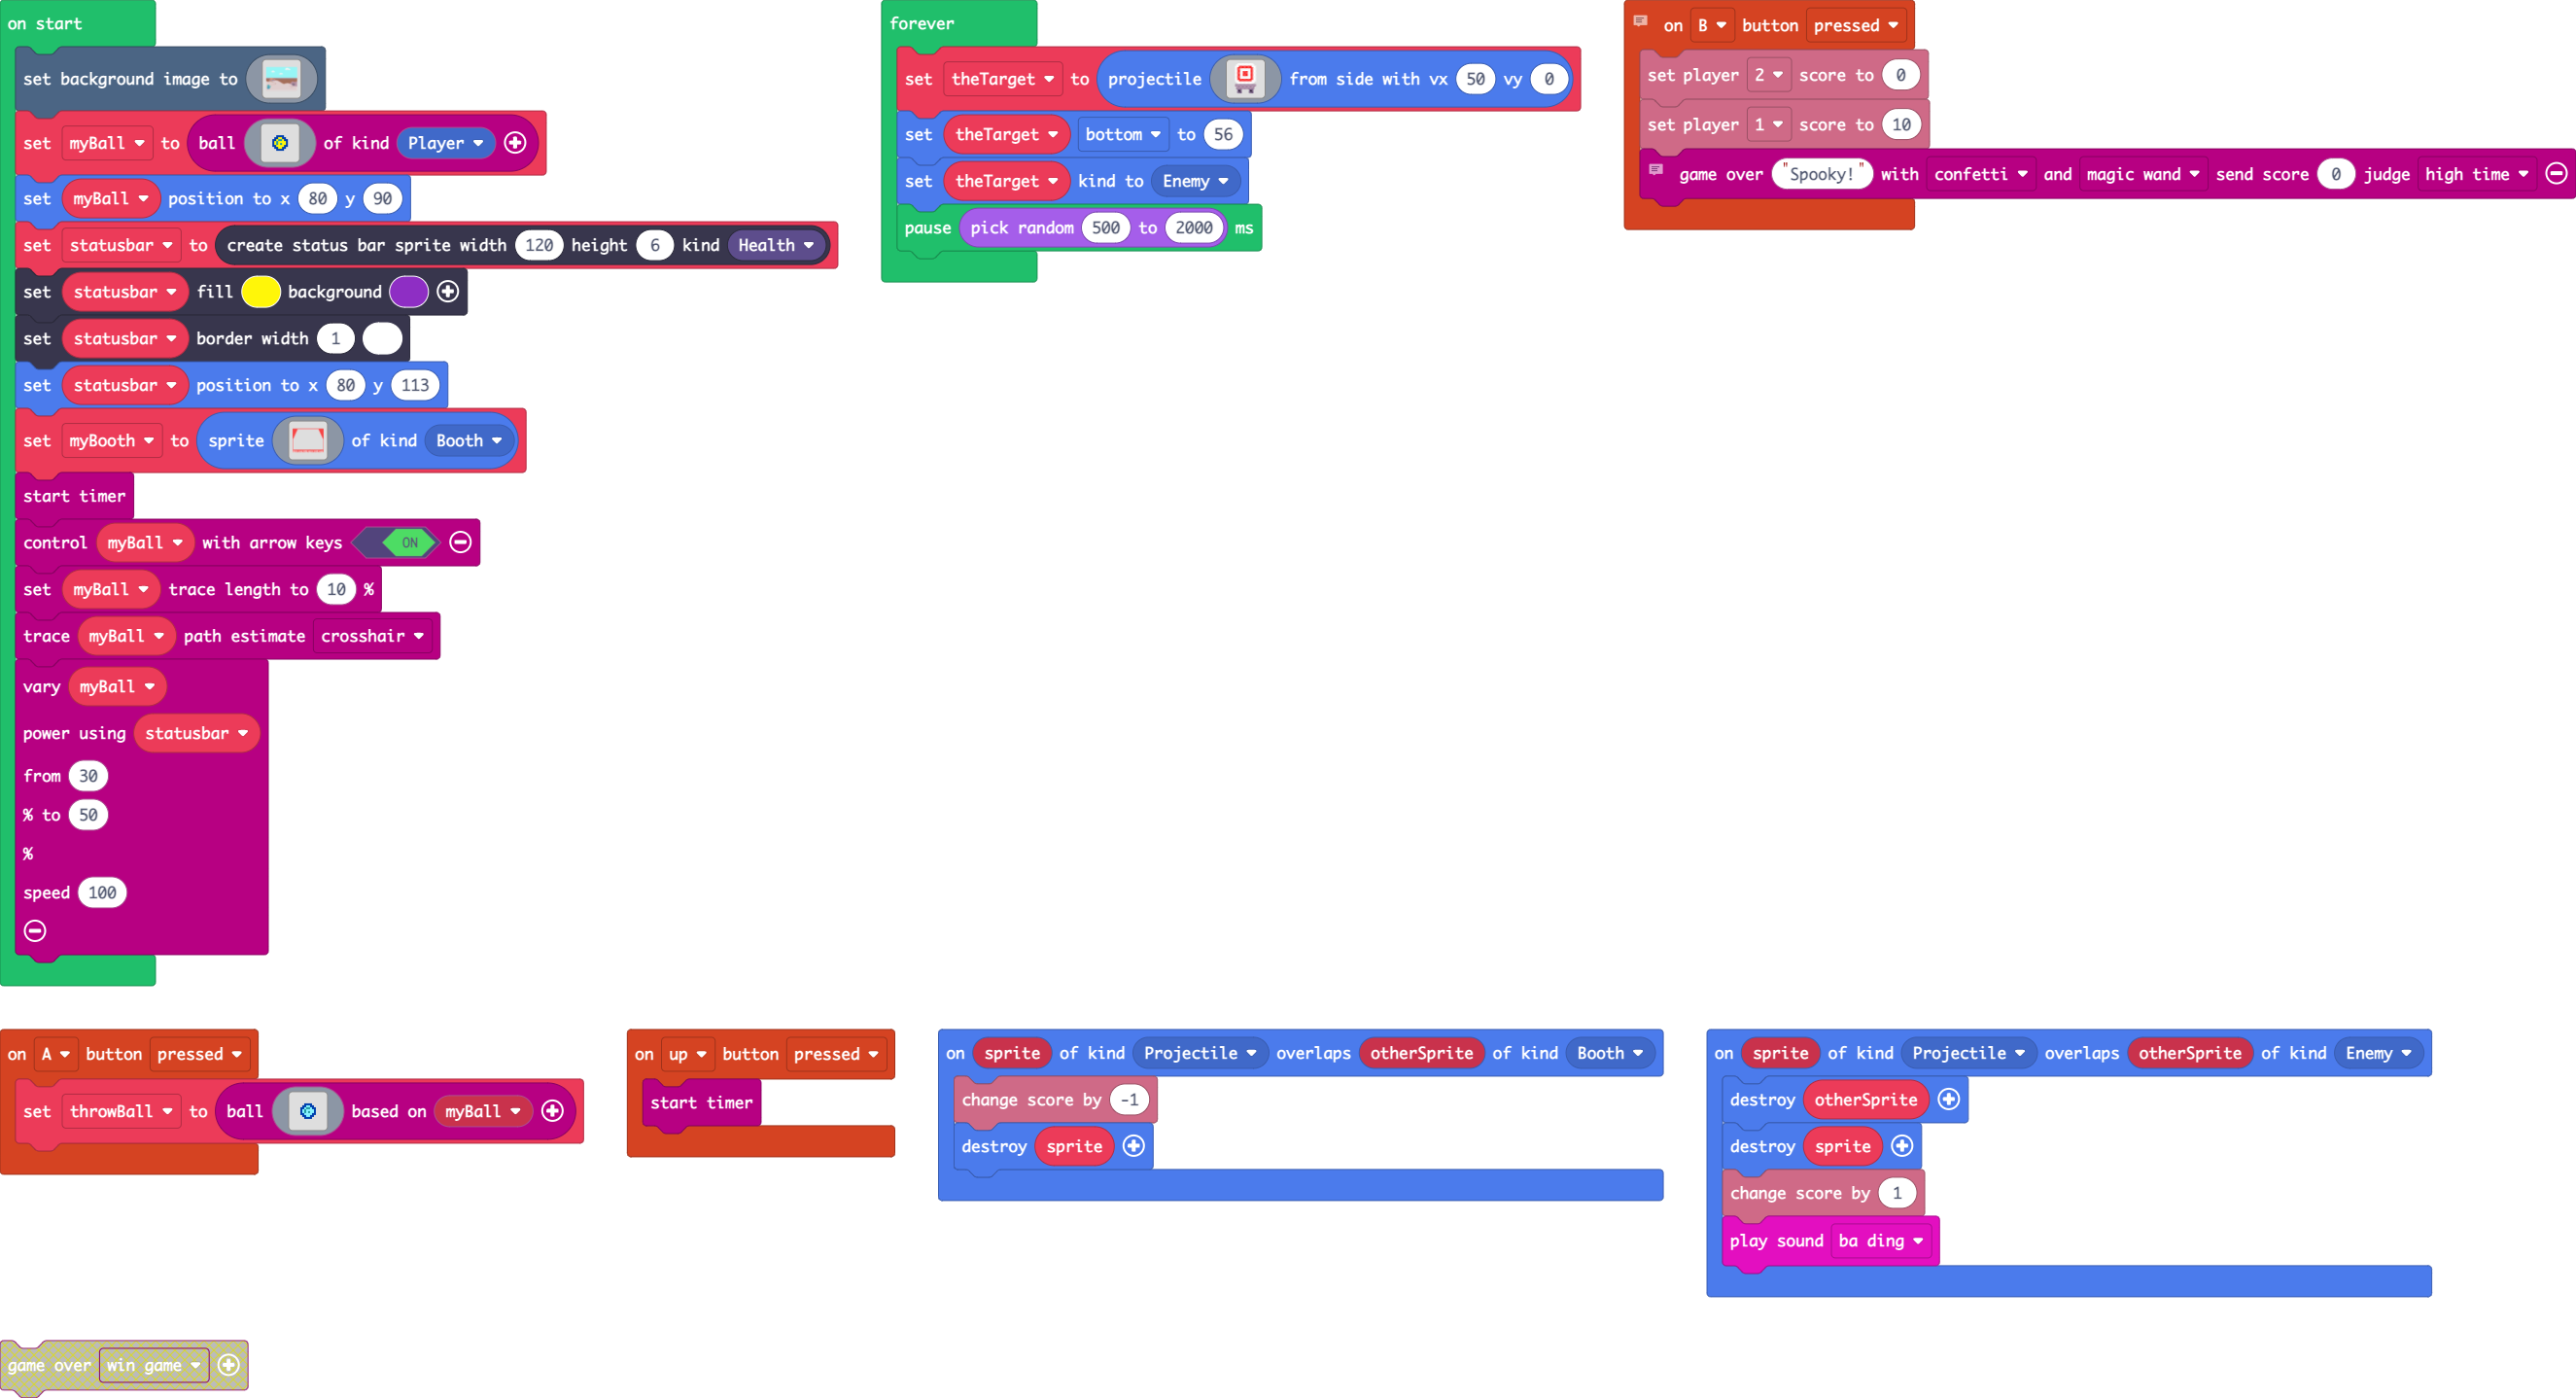 on start
set background image to
set myBall to ball of kind Player
set myBall position to x 80 y 90
set statusbar to create status bar sprite width 120 height 6 kind Health
set statusbar fill background
set statusbar border width 1
set statusbar position to x 80 y 113
set myBooth to sprite of kind Booth
start timer
control myBall with arrow keys ON
set myBall trace length to 10 %
trace myBall path estimate crosshair
vary myBall
power using statusbar
from 30
% to 50
%
speed 100
forever
set theTarget to projectile from side with vx 50 vy 0
set theTarget bottom to 56
set theTarget kind to Enemy
pause pick random 500 to 2000 ms
on B button pressed
set player 2 score to 0
set player 1 score to 10
game over "Spooky!" with confetti and magic wand send score 0 judge high time
on A button pressed
set throwBall to ball based on myBall
on up button pressed
start timer
on sprite of kind Projectile overlaps otherSprite of kind Booth
change score by -1
destroy sprite
on sprite of kind Projectile overlaps otherSprite of kind Enemy
destroy otherSprite
destroy sprite
change score by 1
play sound ba ding
game over win game